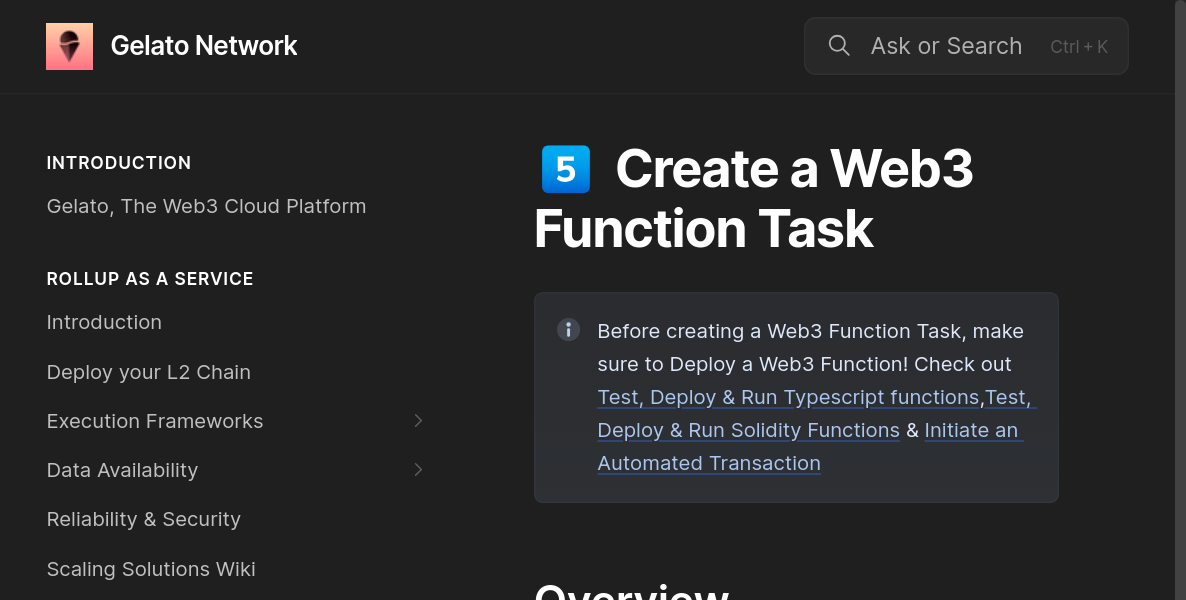 Gelato Network
Ask or Search
Ctrl + K
INTRODUCTION
Gelato, The Web3 Cloud Platform
ROLLUP AS A SERVICE
Introduction
Deploy your L2 Chain
Execution Frameworks
Data Availability
Reliability & Security
Scaling Solutions Wiki
5 Create a Web3
Function Task
Before creating a Web3 Function Task, make
sure to Deploy a Web3 Function! Check out
Test, Deploy & Run Typescript functions,Test,
Deploy & Run Solidity Functions & Initiate an
Automated Transaction
Overview